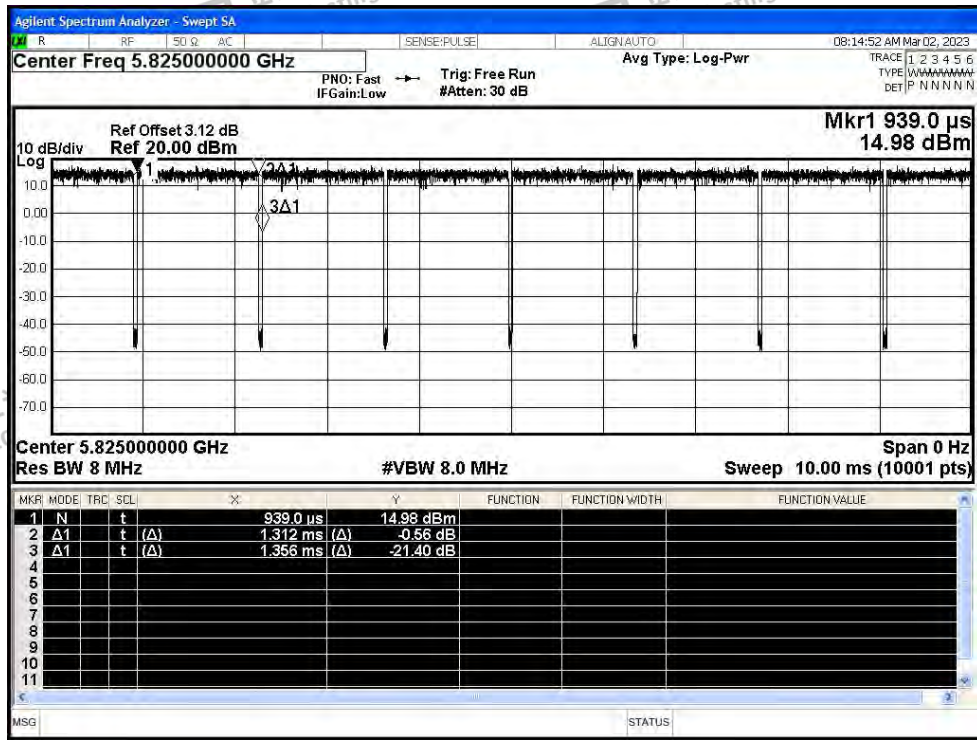 Agilent Spectrum Analyzer - Swept SA
R RF 50 Ω AC SENSE:PULSE ALIGN AUTO 08:14:52 AM Mar 02, 2023
Center Freq 5.825000000 GHz
PNO: Fast
IFGain:Low
Trig: Free Run
#Atten: 30 dB
Avg Type: Log-Pwr
TRACE 1 2 3 4 5 6
TYPE
DET P N N N N N
Mkr1 939.0 µs
14.98 dBm
Ref Offset 3.12 dB
10 dB/div Ref 20.00 dBm
Log
1
2Δ1
3Δ1
10.0
0.00
-10.0
-20.0
-30.0
-40.0
-50.0
-60.0
-70.0
Center 5.825000000 GHz Span 0 Hz
Res BW 8 MHz #VBW 8.0 MHz Sweep 10.00 ms (10001 pts)
MKR MODE TRC SCL X Y FUNCTION FUNCTION WIDTH FUNCTION VALUE
1 N t 939.0 µs 14.98 dBm
2 Δ1 t (Δ) 1.312 ms (Δ) -0.56 dB
3 Δ1 t (Δ) 1.356 ms (Δ) -21.40 dB
4
5
6
7
8
9
10
11
MSG STATUS